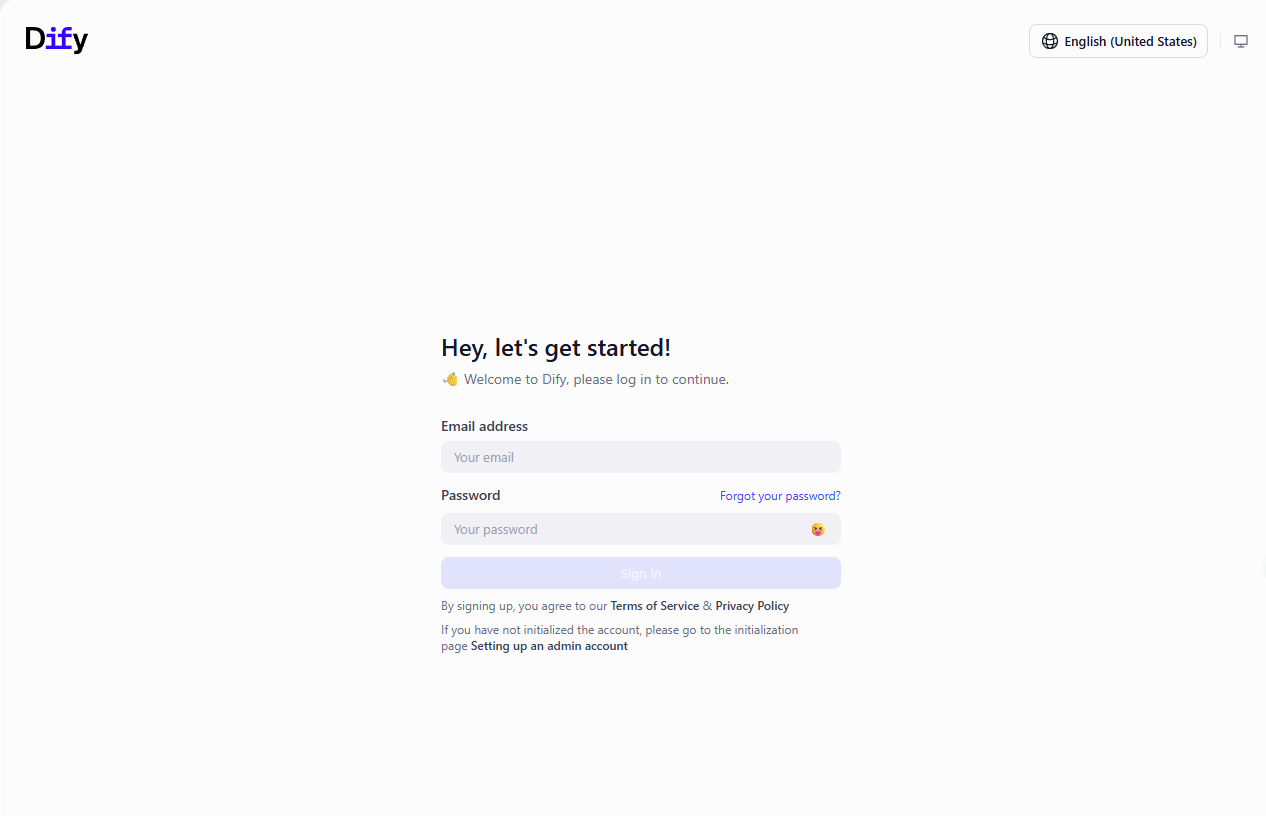 Dify
English (United States)
Hey, let's get started!
👋 Welcome to Dify, please log in to continue.
Email address
Your email
Password
Forgot your password?
Your password
Sign in
By signing up, you agree to our Terms of Service & Privacy Policy
If you have not initialized the account, please go to the initialization
page Setting up an admin account